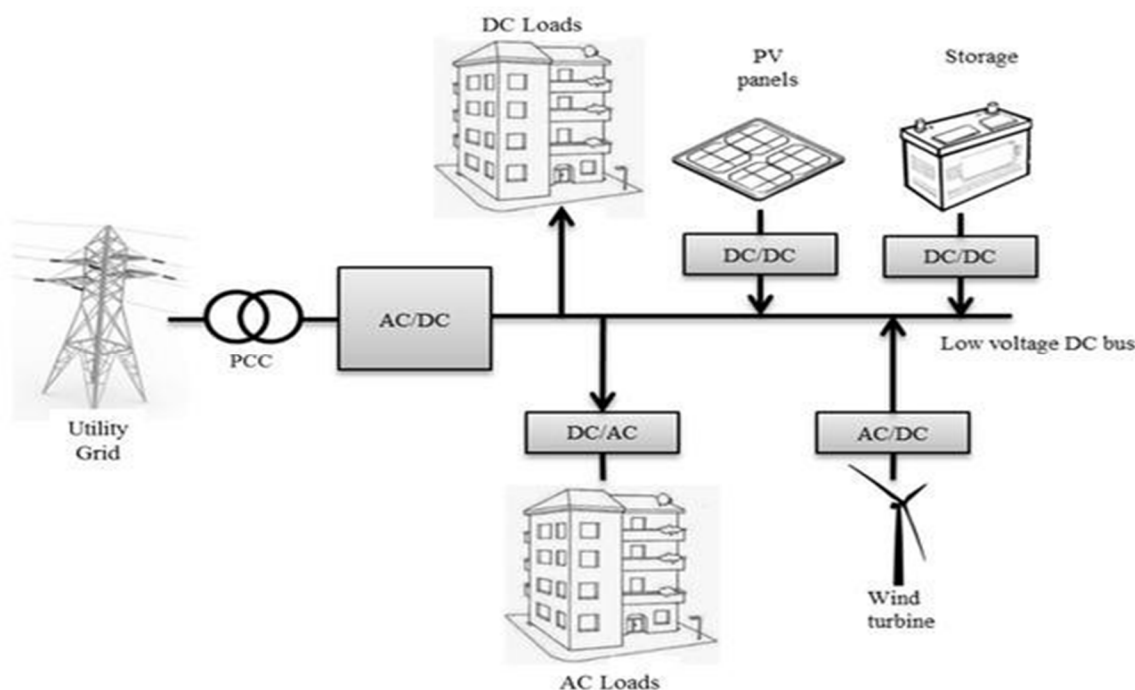 DC Loads
PV
panels
Storage
DC/DC
DC/DC
AC/DC
PCC
Low voltage DC bus
Utility
Grid
DC/AC
AC/DC
Wind
turbine
AC Loads